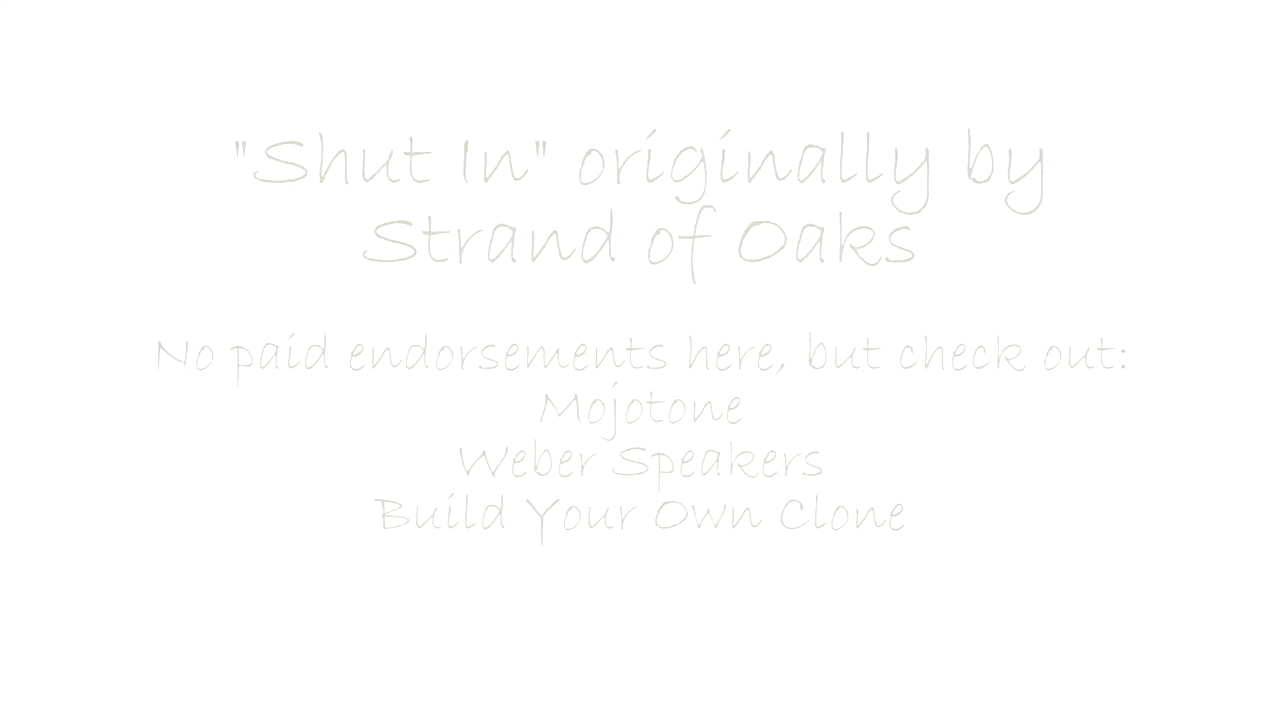 "Shut In" originally by
Strand of Oaks
No paid endorsements here, but check out:
Mojotone
Weber Speakers
Build Your Own Clone